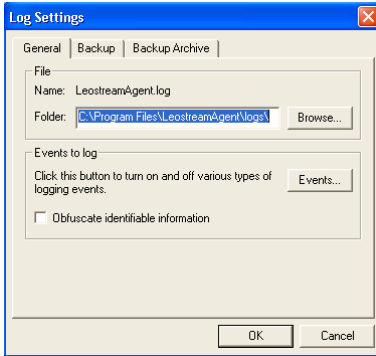 Log Settings
General Backup Backup Archive
File
Name: LeostreamAgent.log
Folder: C:\Program Files\LeostreamAgent\logs\ Browse...
Events to log
Click this button to turn on and off various types of Events...
logging events.
Obfuscate identifiable information
OK Cancel